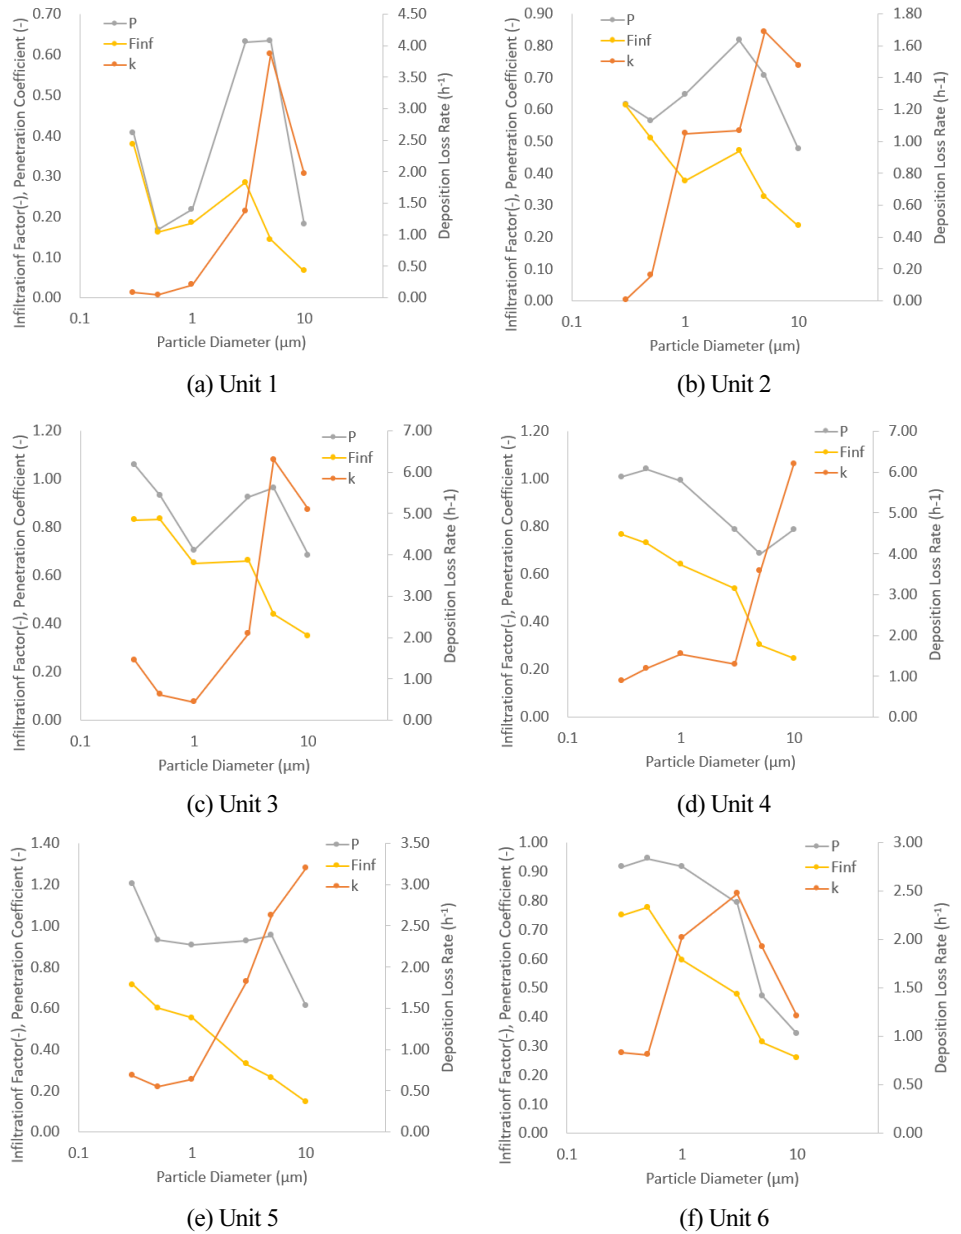 0.70
0.60
0.50
0.40
0.30
0.20
0.10
0.00
Infiltrationf Factor(-), Penetration Coefficient (-)
P
Finf
k
4.50
4.00
3.50
3.00
2.50
2.00
1.50
1.00
0.50
0.00
Deposition Loss Rate (h-1)
0.1 1 10
Particle Diameter (μm)
(a) Unit 1
0.90
0.80
0.70
0.60
0.50
0.40
0.30
0.20
0.10
0.00
Infiltrationf Factor(-), Penetration Coefficient (-)
P
Finf
k
1.80
1.60
1.40
1.20
1.00
0.80
0.60
0.40
0.20
0.00
Deposition Loss Rate (h-1)
0.1 1 10
Particle Diameter (μm)
(b) Unit 2
1.20
1.00
0.80
0.60
0.40
0.20
0.00
Infiltrationf Factor(-), Penetration Coefficient (-)
P
Finf
k
7.00
6.00
5.00
4.00
3.00
2.00
1.00
0.00
Deposition Loss Rate (h-1)
0.1 1 10
Particle Diameter (μm)
(c) Unit 3
1.20
1.00
0.80
0.60
0.40
0.20
0.00
Infiltrationf Factor(-), Penetration Coefficient (-)
P
Finf
k
7.00
6.00
5.00
4.00
3.00
2.00
1.00
0.00
Deposition Loss Rate (h-1)
0.1 1 10
Particle Diameter (μm)
(d) Unit 4
1.40
1.20
1.00
0.80
0.60
0.40
0.20
0.00
Infiltrationf Factor(-), Penetration Coefficient (-)
P
Finf
k
3.50
3.00
2.50
2.00
1.50
1.00
0.50
0.00
Deposition Loss Rate (h-1)
0.1 1 10
Particle Diameter (μm)
(e) Unit 5
1.00
0.90
0.80
0.70
0.60
0.50
0.40
0.30
0.20
0.10
0.00
Infiltrationf Factor(-), Penetration Coefficient (-)
P
Finf
k
3.00
2.50
2.00
1.50
1.00
0.50
0.00
Deposition Loss Rate (h-1)
0.1 1 10
Particle Diameter (μm)
(f) Unit 6